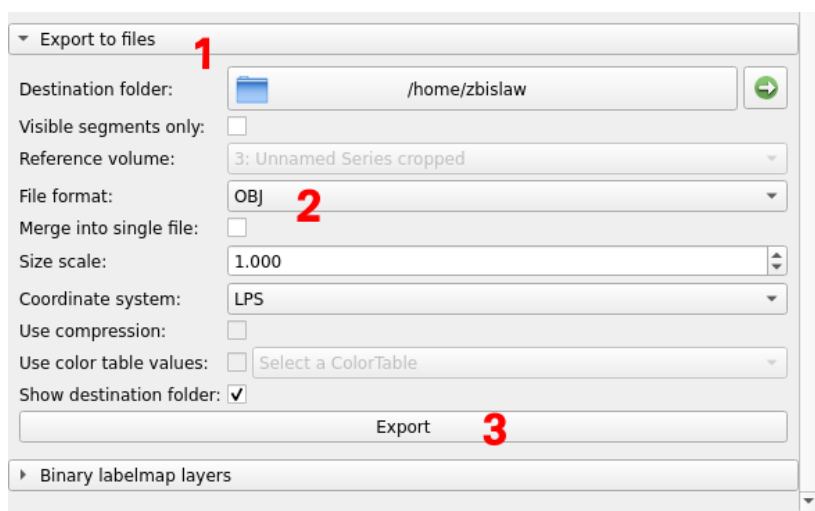 Export to files
1
Destination folder: /home/zbislaw
Visible segments only:
Reference volume: 3: Unnamed Series cropped
File format: OBJ 2
Merge into single file:
Size scale: 1.000
Coordinate system: LPS
Use compression:
Use color table values: Select a ColorTable
Show destination folder:
Export 3
Binary labelmap layers